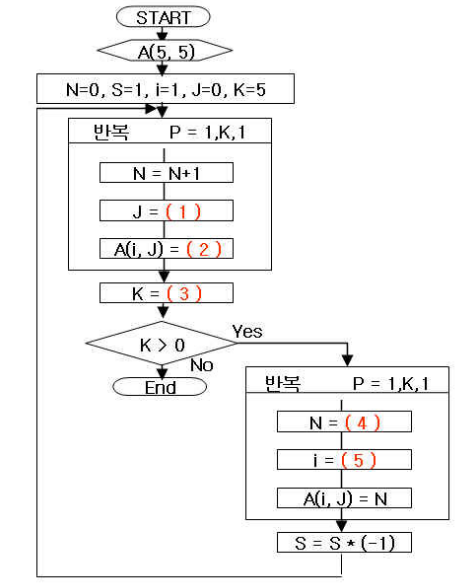 START
A(5, 5)
N=0, S=1, i=1, J=0, K=5
반복 P = 1,K,1
N = N+1
J = ( 1 )
A(i, J) = ( 2 )
K = ( 3 )
K > 0
Yes
No
End
반복 P = 1,K,1
N = ( 4 )
i = ( 5 )
A(i, J) = N
S = S * (-1)